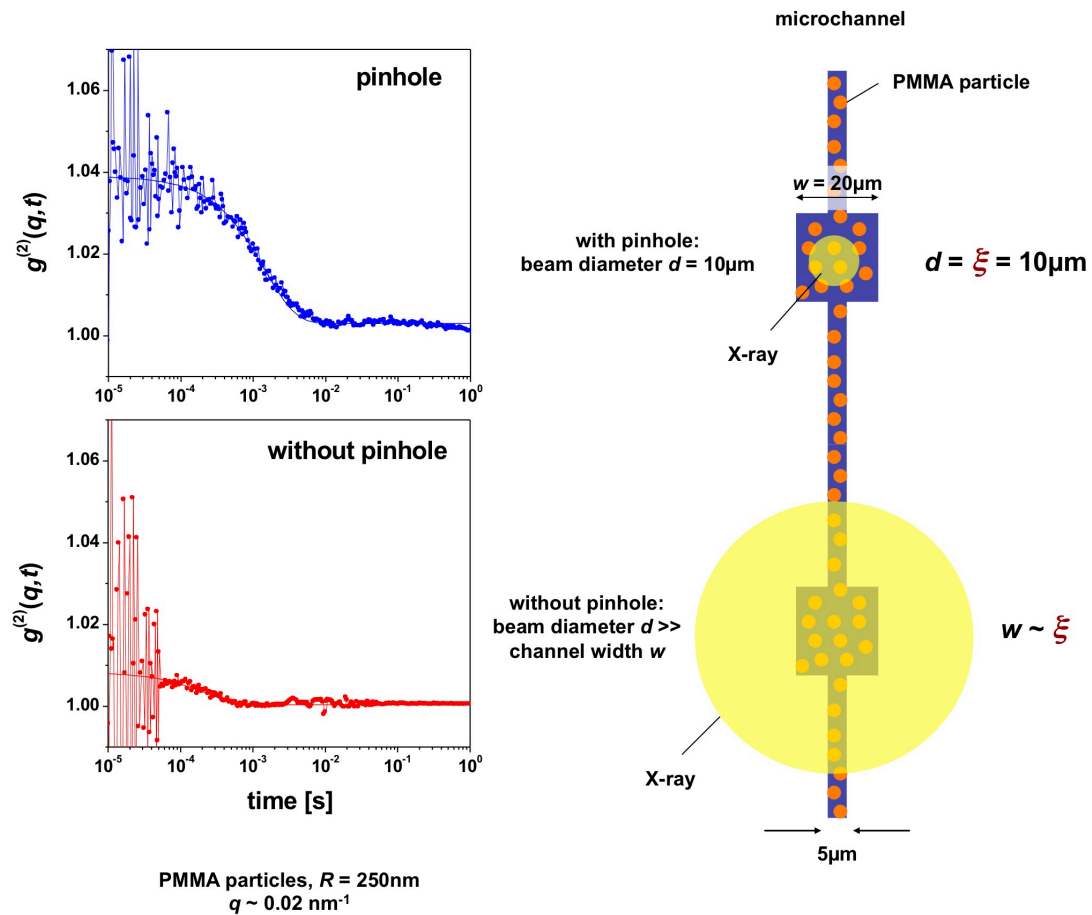 microchannel
pinhole
1.06
1.04
1.02
1.00
g(2)(q,t)
10-5
10-4
10-3
10-2
10-1
100
without pinhole
1.06
1.04
1.02
1.00
g(2)(q,t)
10-5
10-4
10-3
10-2
10-1
100
time [s]
PMMA particles, R = 250nm
q ~ 0.02 nm-1
PMMA particle
w = 20µm
with pinhole:
beam diameter d = 10µm
d = ξ = 10µm
X-ray
without pinhole:
beam diameter d >>
channel width w
w ~ ξ
X-ray
5µm